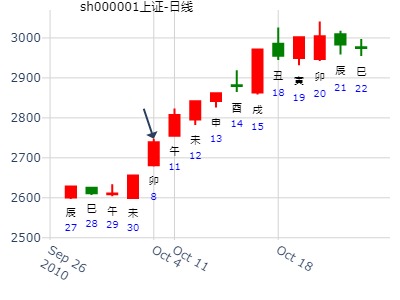 sh000001上证-日线
3000
2900
2800
2700
2600
2500
辰
27
巳
28
午
29
未
30
卯
8
午
11
未
12
申
13
酉
14
戌
15
丑
18
寅
19
卯
20
辰
21
巳
22
Sep 26
2010
Oct 4
Oct 11
Oct 18